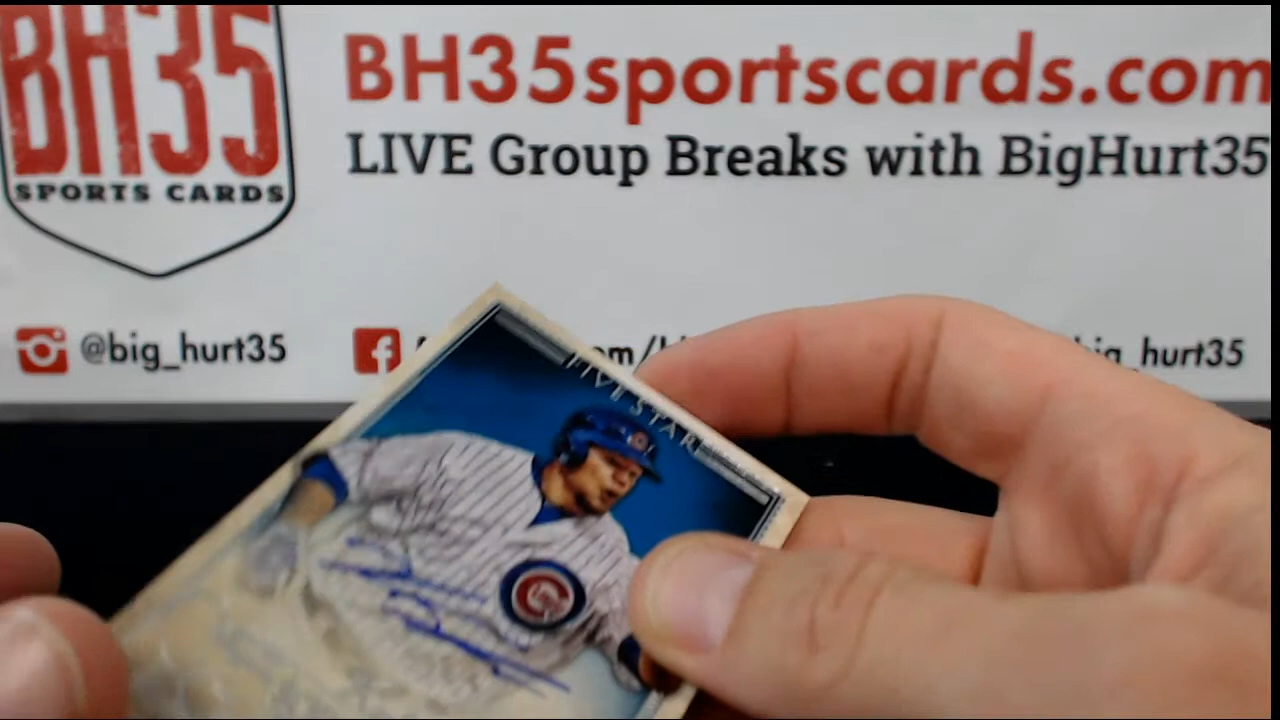 BH35
SPORTS CARDS
BH35sportscards.com
LIVE Group Breaks with BigHurt35
@big_hurt35
f
FIVE STAR
C